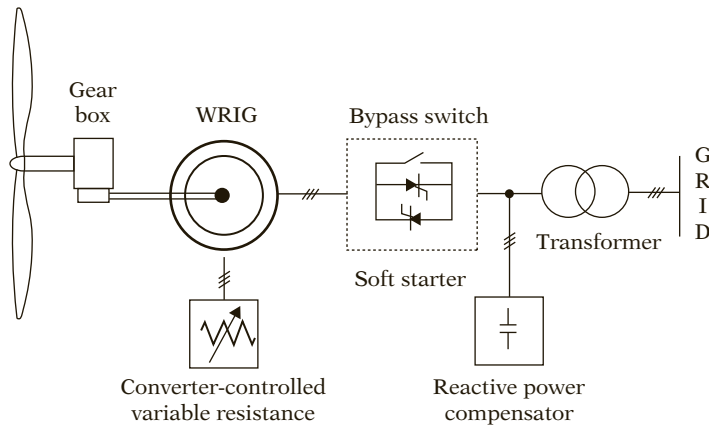 Gear
box
WRIG
Bypass switch
Soft starter
Transformer
G
R
I
D
Converter-controlled
variable resistance
Reactive power
compensator